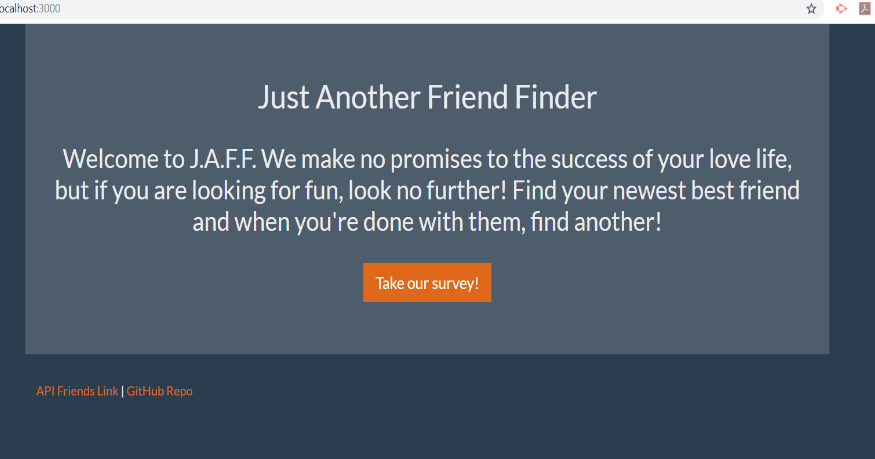 ocalhost:3000
Just Another Friend Finder
Welcome to J.A.F.F. We make no promises to the success of your love life,
but if you are looking for fun, look no further! Find your newest best friend
and when you're done with them, find another!
Take our survey!
API Friends Link | GitHub Repo